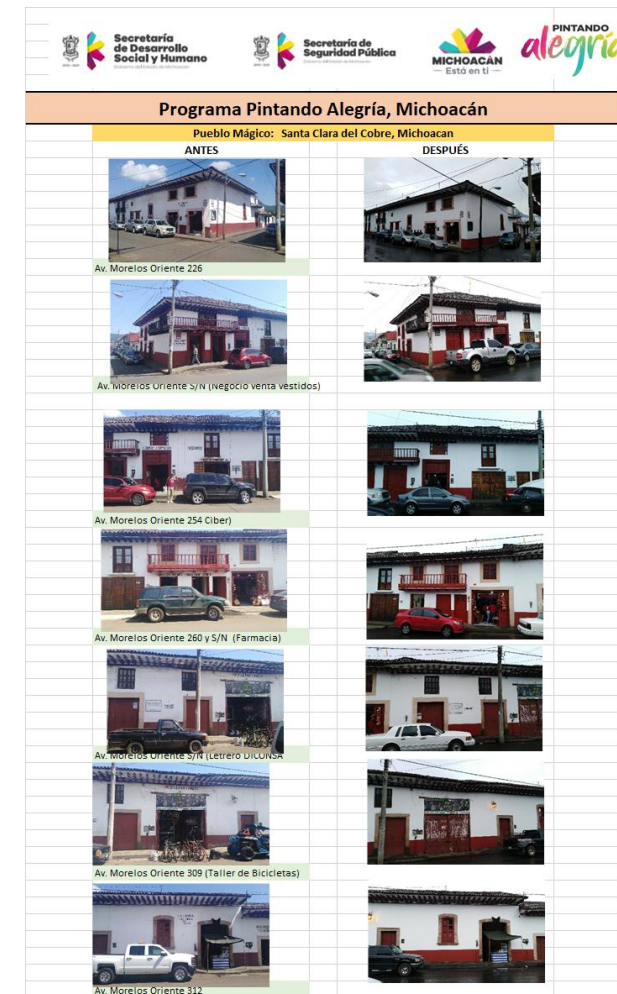 Secretaría
de Desarrollo
Social y Humano
Secretaría de
Seguridad Pública
MICHOACÁN
Está en ti
PINTANDO
alegría
Programa Pintando Alegría, Michoacán
Pueblo Mágico: Santa Clara del Cobre, Michoacan
ANTES
DESPUÉS
Av. Morelos Oriente 226
Av. Morelos Oriente S/N (Negocio venta vestidos)
Av. Morelos Oriente 254 Ciber)
Av. Morelos Oriente 260 y S/N (Farmacia)
Av. Morelos Oriente S/N (Letrero DICONSA
Av. Morelos Oriente 309 (Taller de Bicicletas)
Av. Morelos Oriente 312